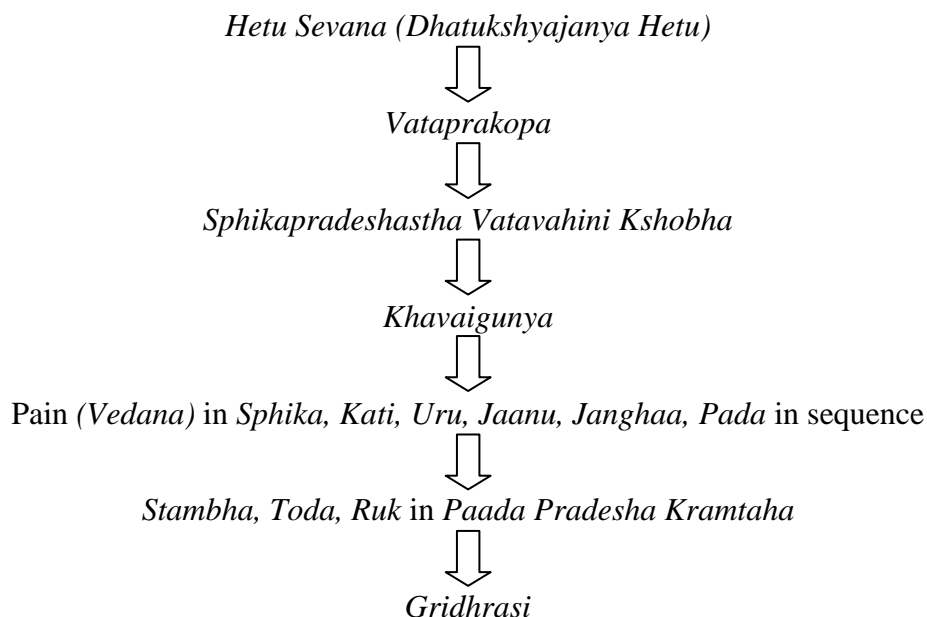 Hetu Sevana (Dhatukshyajanya Hetu)
Vataprakopa
Sphikapradeshastha Vatavahini Kshobha
Khavaigunya
Pain (Vedana) in Sphika, Kati, Uru, Jaanu, Janghaa, Pada in sequence
Stambha, Toda, Ruk in Paada Pradesha Kramtaha
Gridhrasi